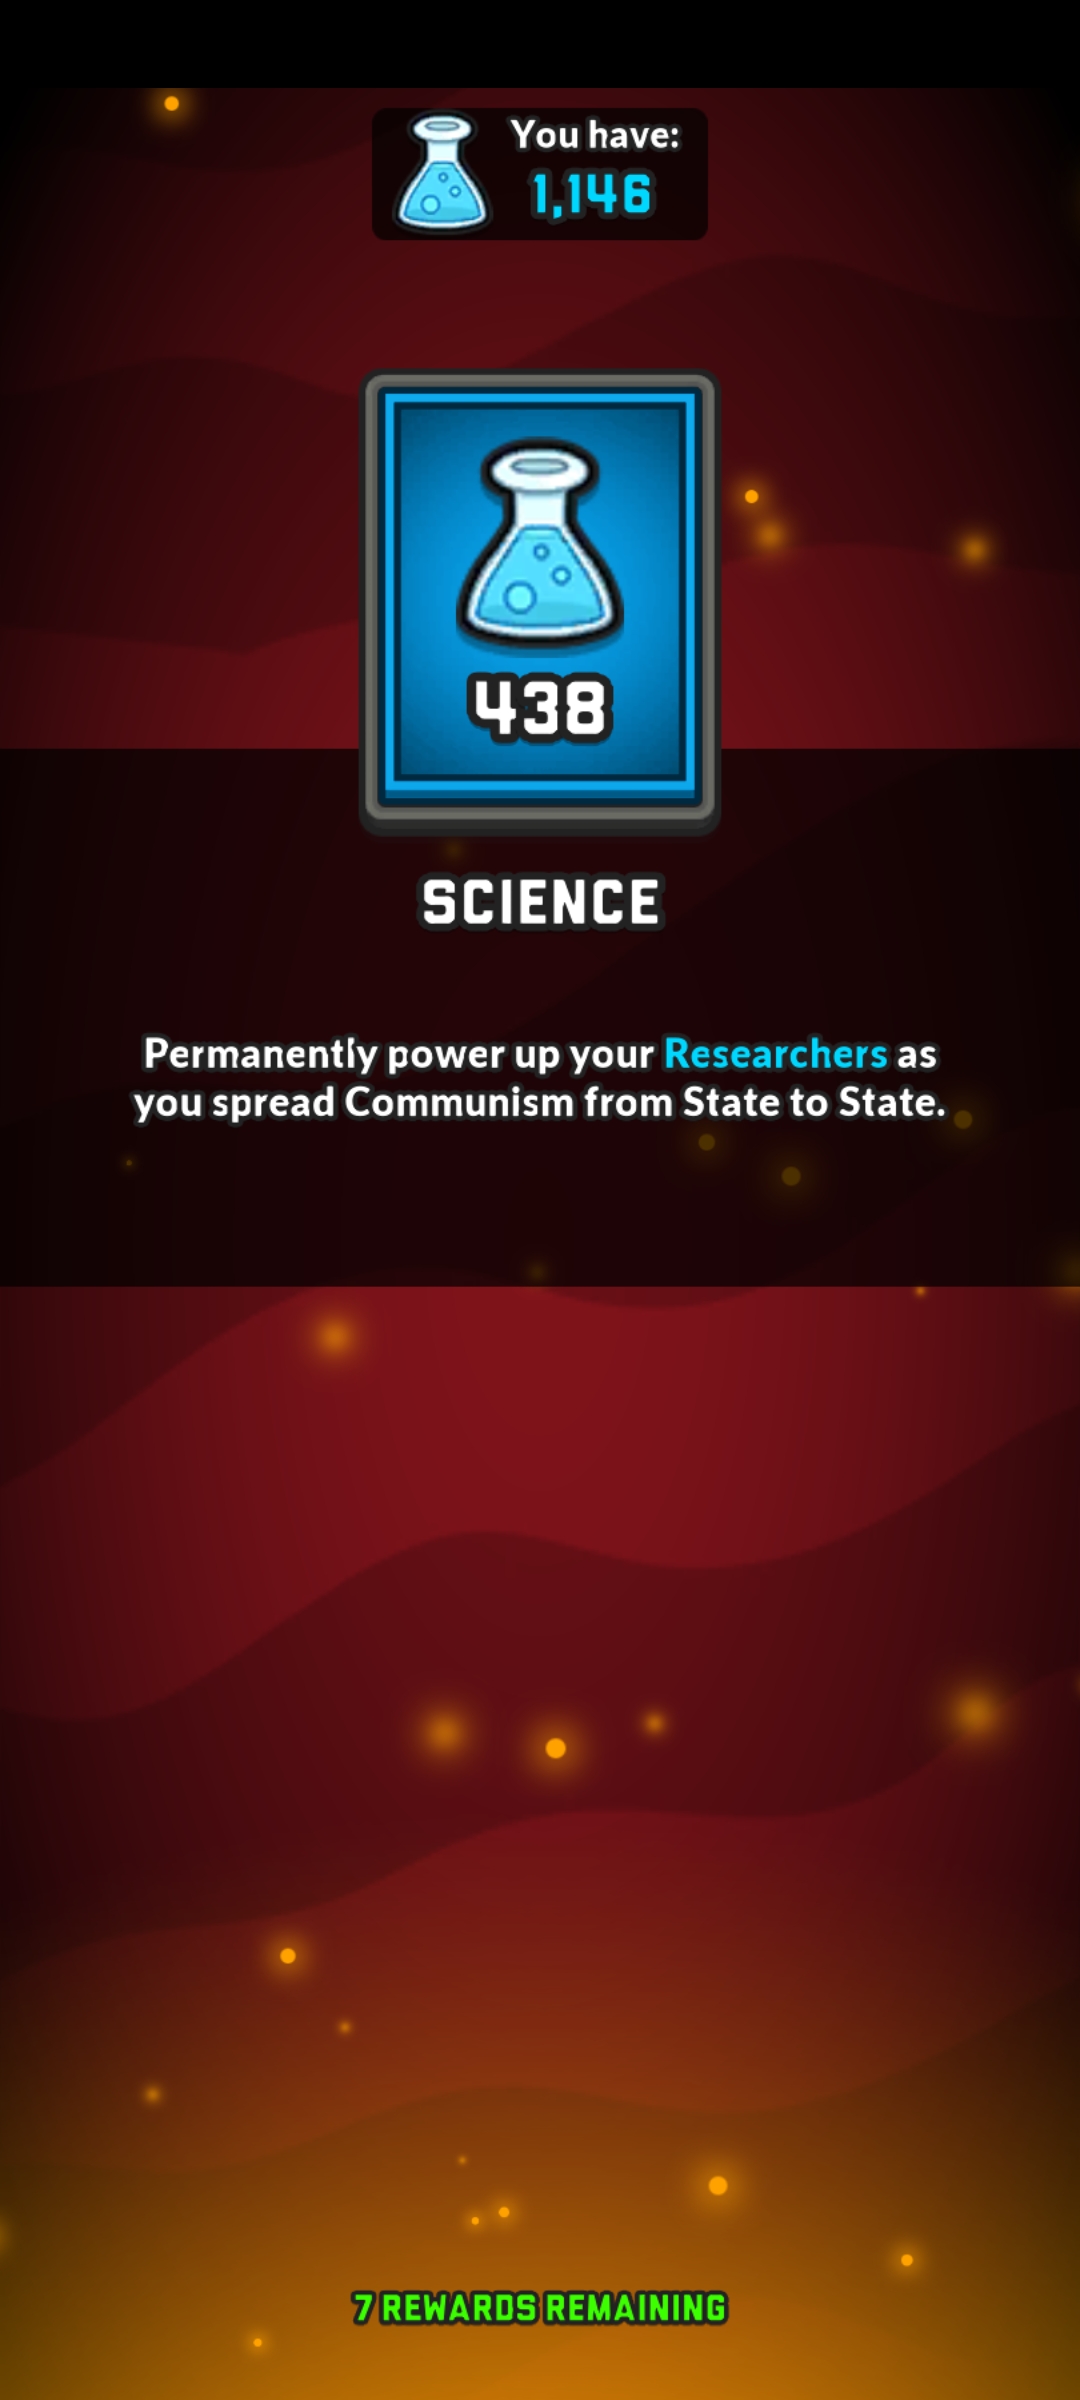 You have:
1,146
438
SCIENCE
Permanently power up your Researchers as
you spread Communism from State to State.
7 REWARDS REMAINING